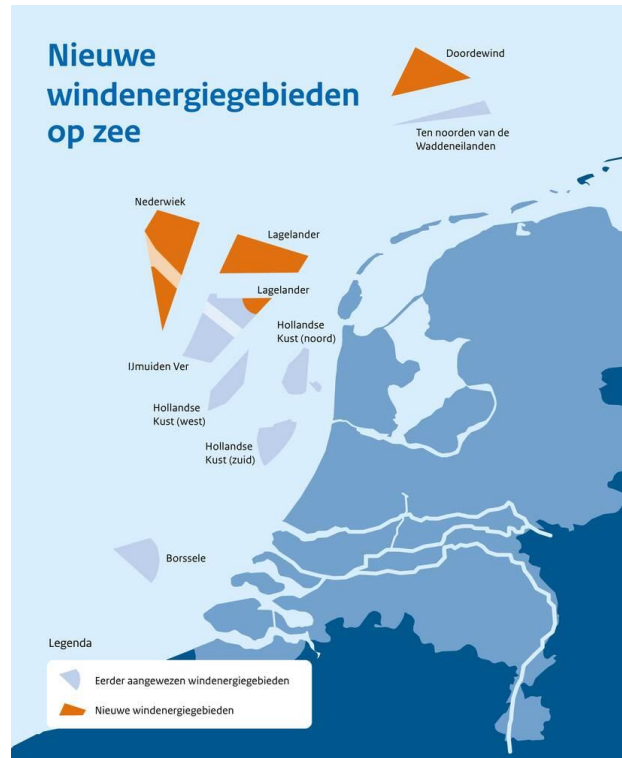 Nieuwe
windenergiegebieden
op zee
Doordewind
Ten noorden van de
Waddeneilanden
Nederwiek
Lagelander
Lagelander
Hollandse
Kust (noord)
IJmuiden Ver
Hollandse
Kust (west)
Hollandse
Kust (zuid)
Borssele
Legenda
Eerder aangewezen windenergiegebieden
Nieuwe windenergiegebieden